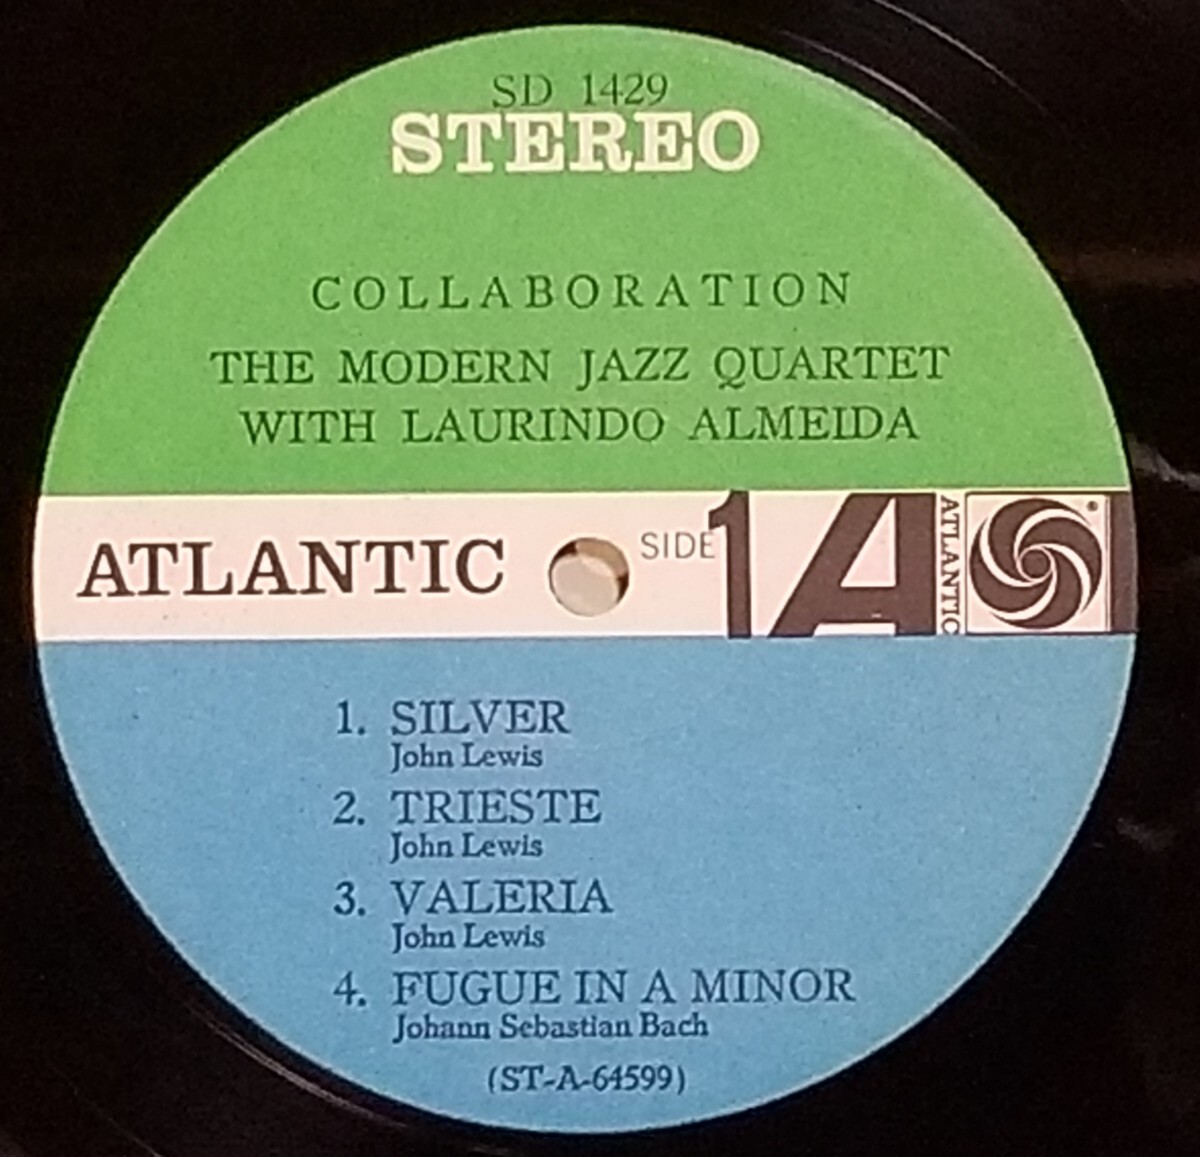 SD 1429
STEREO
COLLABORATION
THE MODERN JAZZ QUARTET
WITH LAURINDO ALMEIDA
ATLANTIC
SIDE 1
A
ATLANTIC
®
1. SILVER
John Lewis
2. TRIESTE
John Lewis
3. VALERIA
John Lewis
4. FUGUE IN A MINOR
Johann Sebastian Bach
(ST-A-64599)